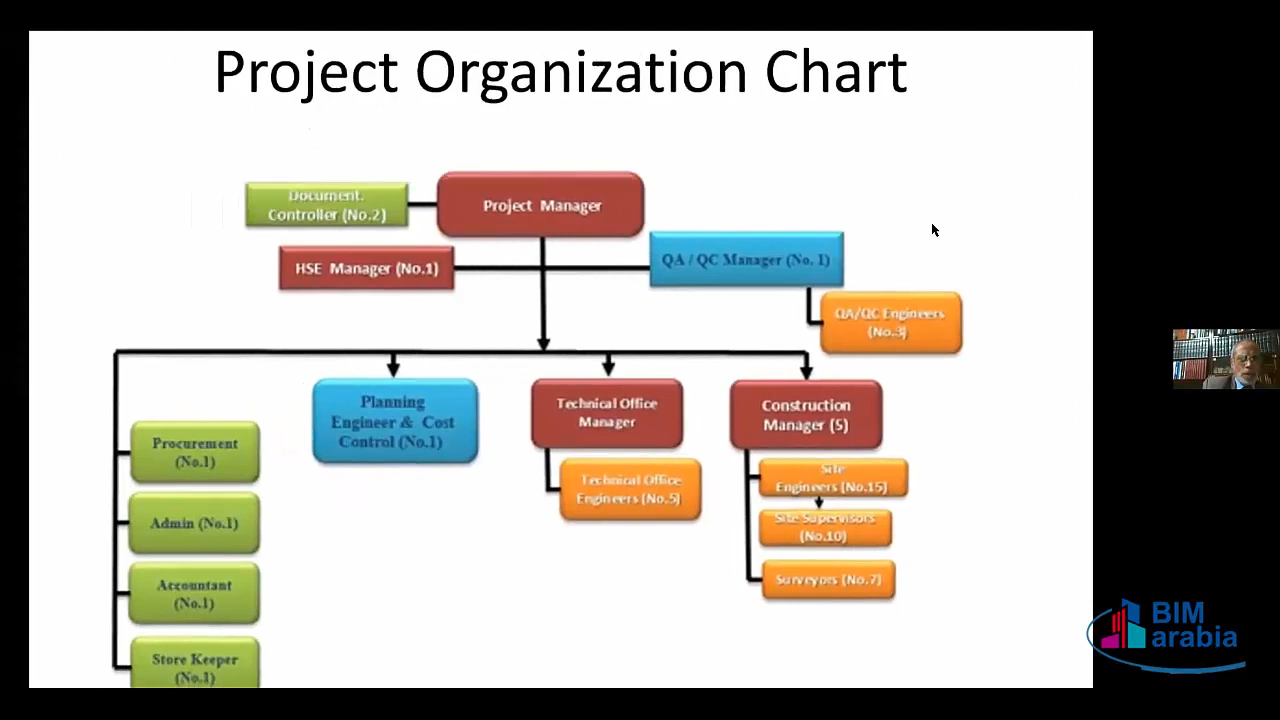 Project Organization Chart
Document.
Controller (No.2)
Project Manager
HSE Manager (No.1)
QA / QC Manager (No. 1)
QA/QC Engineers
(No.3)
Planning
Engineer & Cost
Control (No.1)
Technical Office
Manager
Construction
Manager (5)
Procurement
(No.1)
Technical Office
Engineers (No.5)
Site
Engineers (No.15)
Admin (No.1)
Site Supervisors
(No.10)
Accountant
(No.1)
Surveyors (No.7)
Store Keeper
(No.1)
BIM
arabia